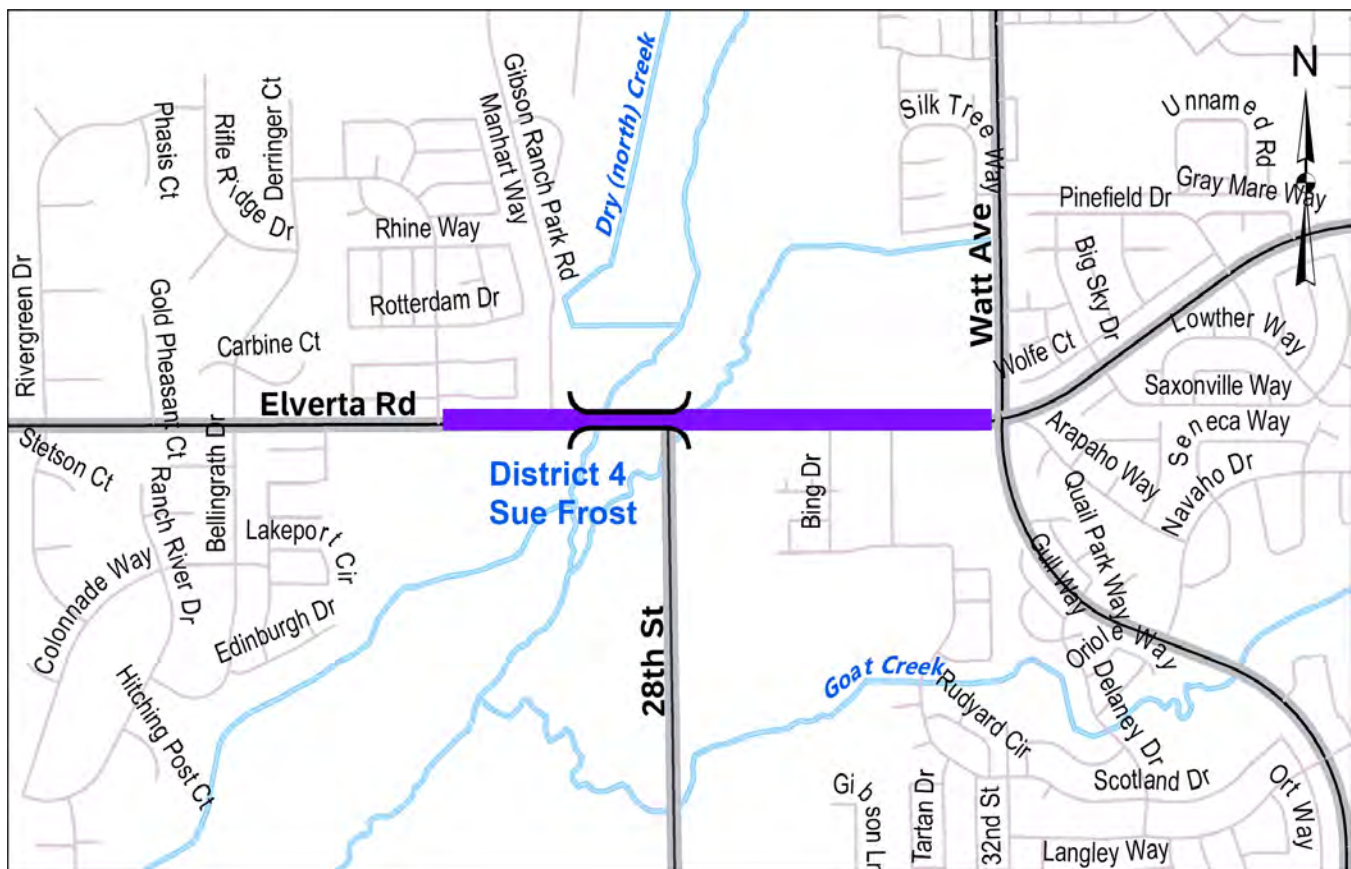 N
Phasis Ct
Rifle Ridge Dr
Derringer Ct
Gibson Ranch Park Rd
Manhart Way
Dry (north) Creek
Silk Tree Way
Unnamed Rd
Pinefield Dr
Gray Mare Way
Rhine Way
Rivergreen Dr
Gold Pheasant Ct
Rotterdam Dr
Carbine Ct
Watt Ave
Big Sky Dr
Lowther Way
Wolfe Ct
Saxonville Way
Elverta Rd
Seneca Way
Arapaho Way
Navaho Dr
Stetson Ct
Ranch River Dr
Bellingrath Dr
District 4
Sue Frost
Bing Dr
Quail Park Way
Gull Way
Lakeport Cir
Colonnade Way
Edinburgh Dr
28th St
Oriole Way
Goat Creek
Delaney Dr
Hitching Post Ct
Rudyard Cir
Scotland Dr
Ort Way
Gibson Ln
Tartan Dr
32nd St
Langley Way